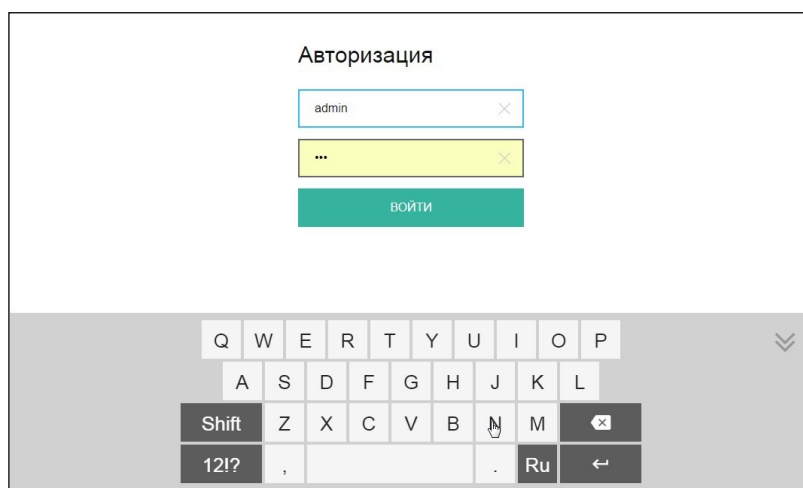 Авторизация
admin
•••
ВОЙТИ
Q W E R T Y U I O P
A S D F G H J K L
Shift Z X C V B N M
12!? , . Ru